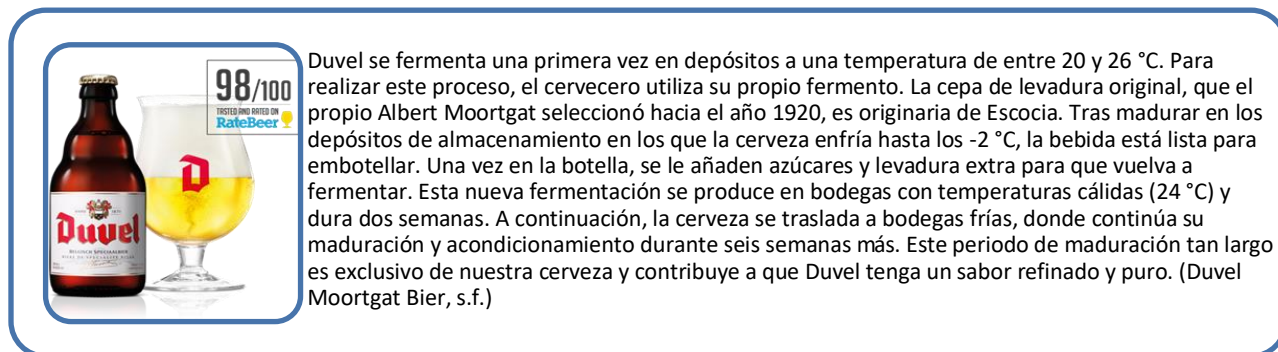 98/100
TASTED AND RATED ON
RateBeer
D
Duvel
Duvel se fermenta una primera vez en depósitos a una temperatura de entre 20 y 26 °C. Para
realizar este proceso, el cervecero utiliza su propio fermento. La cepa de levadura original, que el
propio Albert Moortgat seleccionó hacia el año 1920, es originaria de Escocia. Tras madurar en los
depósitos de almacenamiento en los que la cerveza enfría hasta los -2 °C, la bebida está lista para
embotellar. Una vez en la botella, se le añaden azúcares y levadura extra para que vuelva a
fermentar. Esta nueva fermentación se produce en bodegas con temperaturas cálidas (24 °C) y
dura dos semanas. A continuación, la cerveza se traslada a bodegas frías, donde continúa su
maduración y acondicionamiento durante seis semanas más. Este periodo de maduración tan largo
es exclusivo de nuestra cerveza y contribuye a que Duvel tenga un sabor refinado y puro. (Duvel
Moortgat Bier, s.f.)